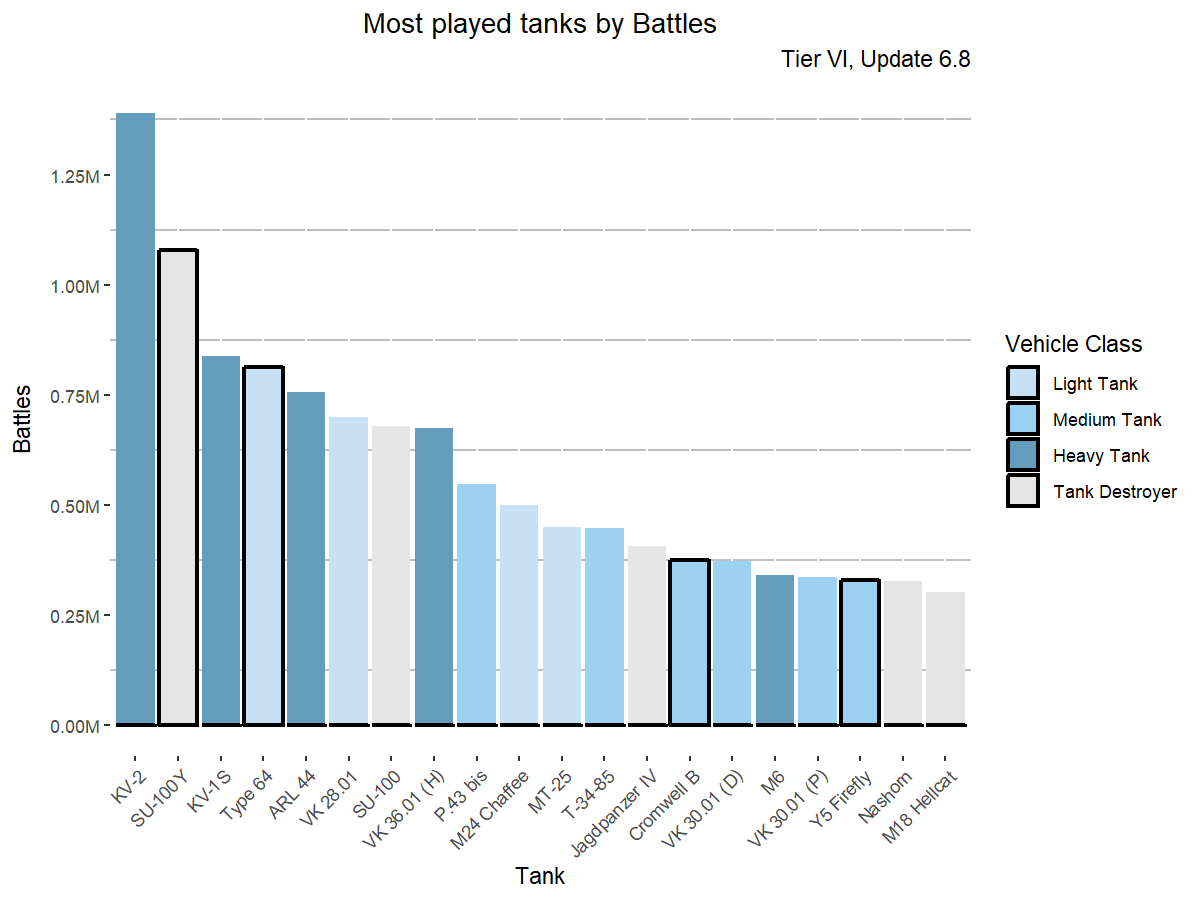 Most played tanks by Battles
Tier VI, Update 6.8
Battles
1.25M
1.00M
0.75M
0.50M
0.25M
0.00M
KV-2
SU-100Y
KV-1S
Type 64
ARL 44
VK 28.01
SU-100
VK 36.01 (H)
P.43 bis
M24 Chaffee
MT-25
T-34-85
Jagdpanzer IV
Cromwell B
VK 30.01 (D)
M6
VK 30.01 (P)
Y5 Firefly
Nashorn
M18 Hellcat
Tank
Vehicle Class
Light Tank
Medium Tank
Heavy Tank
Tank Destroyer